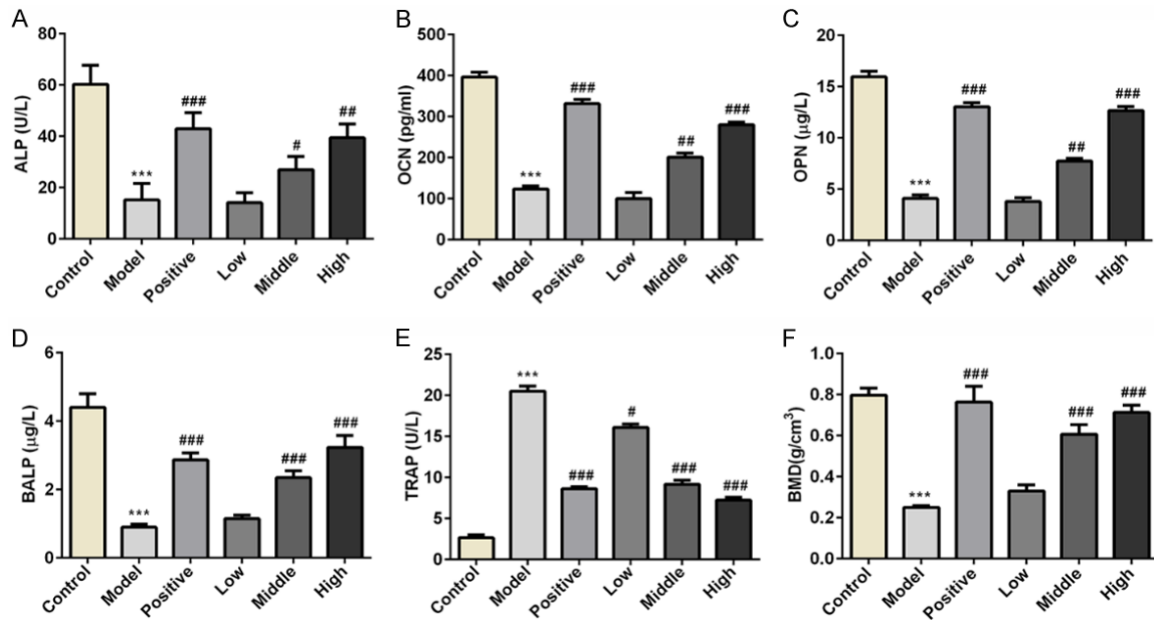 A
ALP (U/L)
80
60
40
20
0
***
###
#
##
Control
Model
Positive
Low
Middle
High
B
OCN (pg/ml)
500
400
300
200
100
0
***
###
##
###
Control
Model
Positive
Low
Middle
High
C
OPN (μg/L)
20
15
10
5
0
***
###
##
###
Control
Model
Positive
Low
Middle
High
D
BALP (μg/L)
6
4
2
0
***
###
###
###
Control
Model
Positive
Low
Middle
High
E
TRAP (U/L)
25
20
15
10
5
0
***
###
#
###
###
Control
Model
Positive
Low
Middle
High
F
BMD(g/cm³)
1.0
0.8
0.6
0.4
0.2
0.0
***
###
###
###
Control
Model
Positive
Low
Middle
High